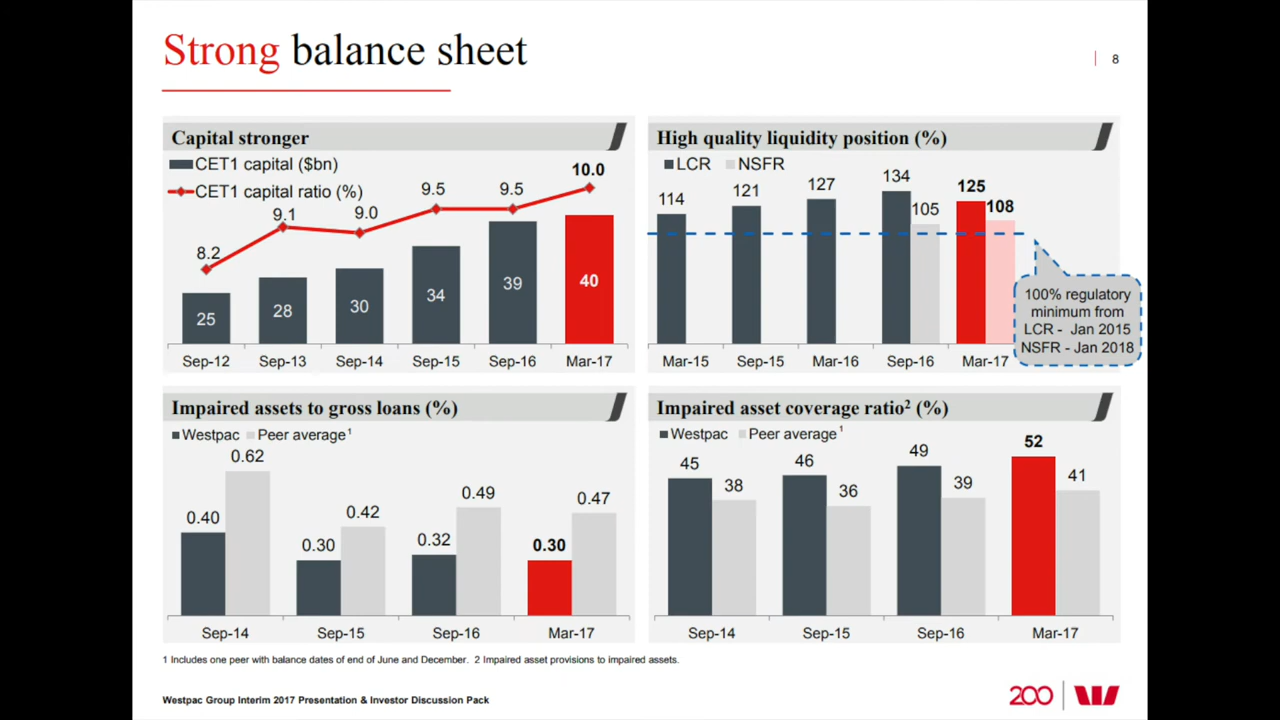 Strong balance sheet
8
Capital stronger
CET1 capital ($bn)
CET1 capital ratio (%)
8.2
9.1
9.0
9.5
9.5
10.0
25
28
30
34
39
40
Sep-12 Sep-13 Sep-14 Sep-15 Sep-16 Mar-17
High quality liquidity position (%)
LCR NSFR
114
121
127
134
105
125
108
100% regulatory
minimum from
LCR - Jan 2015
NSFR - Jan 2018
Mar-15 Sep-15 Mar-16 Sep-16 Mar-17
Impaired assets to gross loans (%)
Westpac Peer average¹
0.40
0.62
0.30
0.42
0.32
0.49
0.30
0.47
Sep-14 Sep-15 Sep-16 Mar-17
Impaired asset coverage ratio² (%)
Westpac Peer average¹
45
38
46
36
49
39
52
41
Sep-14 Sep-15 Sep-16 Mar-17
1 Includes one peer with balance dates of end of June and December. 2 Impaired asset provisions to impaired assets.
Westpac Group Interim 2017 Presentation & Investor Discussion Pack
200